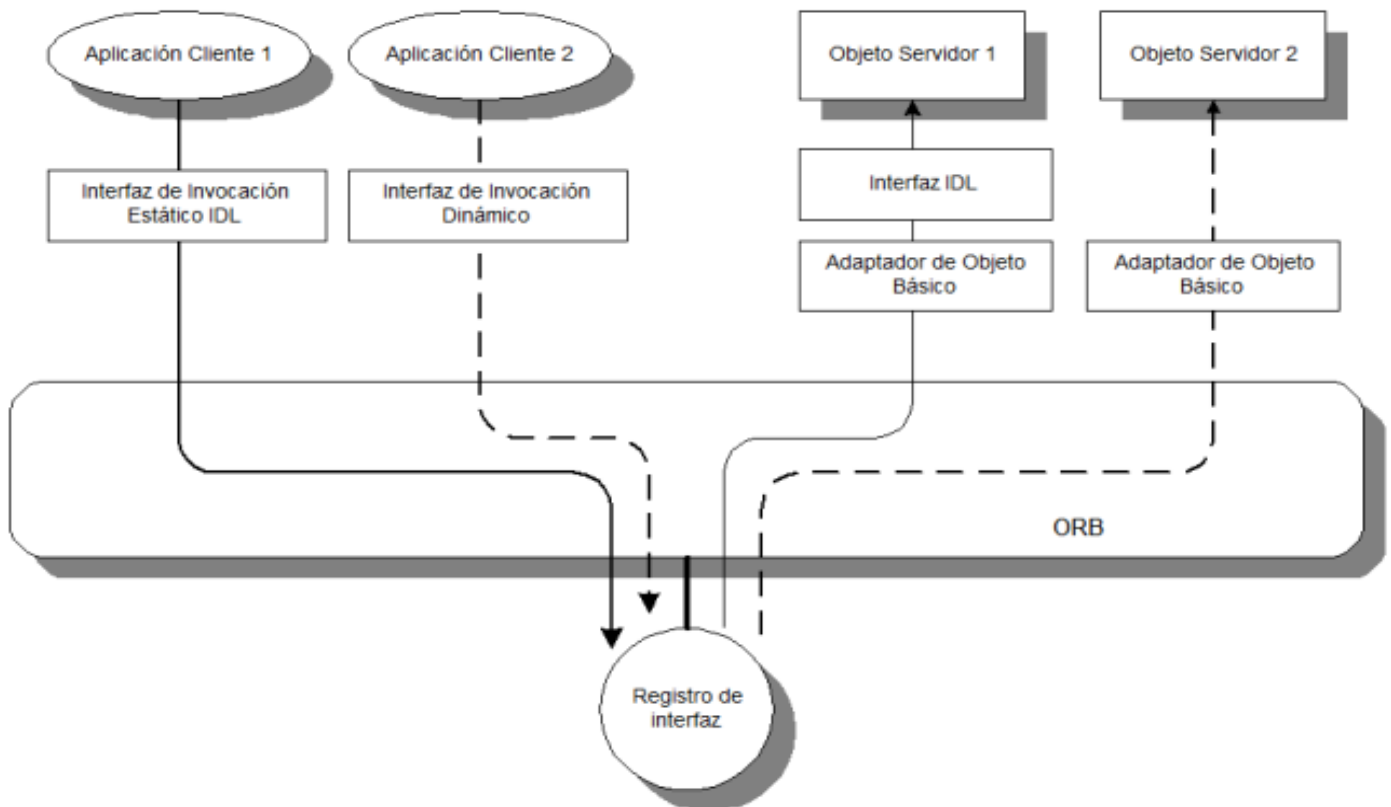 Aplicación Cliente 1
Aplicación Cliente 2
Objeto Servidor 1
Objeto Servidor 2
Interfaz de Invocación
Estático IDL
Interfaz de Invocación
Dinámico
Interfaz IDL
Adaptador de Objeto
Básico
Adaptador de Objeto
Básico
ORB
Registro de
interfaz